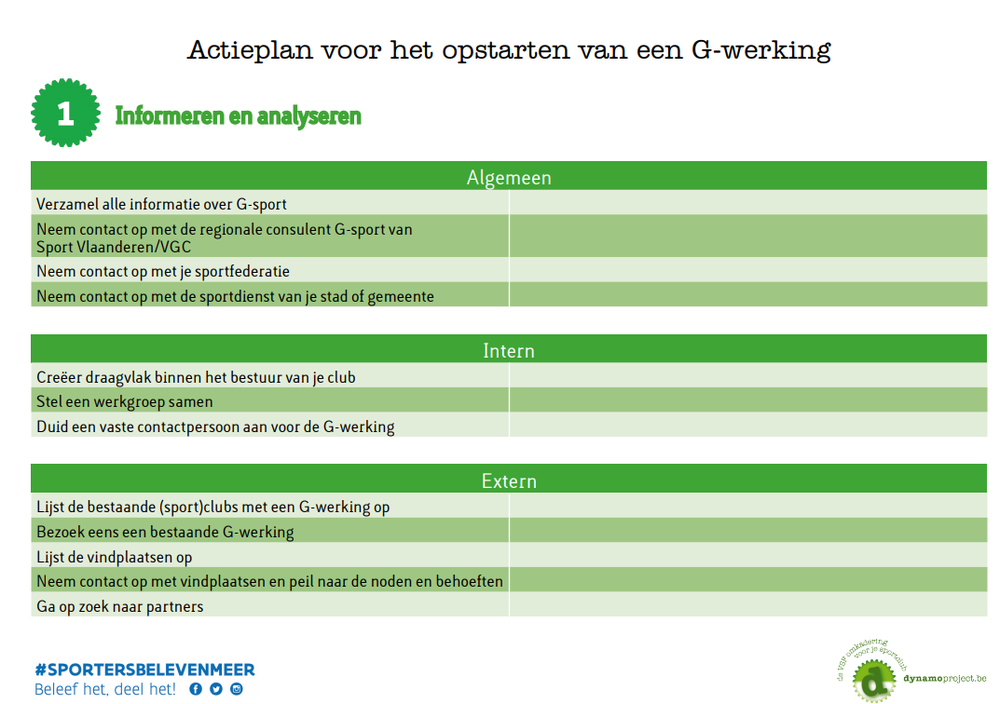 Actieplan voor het opstarten van een G-werking
1
Informeren en analyseren
Algemeen
Verzamel alle informatie over G-sport
Neem contact op met de regionale consulent G-sport van
Sport Vlaanderen/VGC
Neem contact op met je sportfederatie
Neem contact op met de sportdienst van je stad of gemeente
Intern
Creëer draagvlak binnen het bestuur van je club
Stel een werkgroep samen
Duid een vaste contactpersoon aan voor de G-werking
Extern
Lijst de bestaande (sport)clubs met een G-werking op
Bezoek eens een bestaande G-werking
Lijst de vindplaatsen op
Neem contact op met vindplaatsen en peil naar de noden en behoeften
Ga op zoek naar partners
#SPORTERSBELEVENMEER
Beleef het, deel het!
de VSF omkadering
voor je sportclub
d
dynamoproject.be